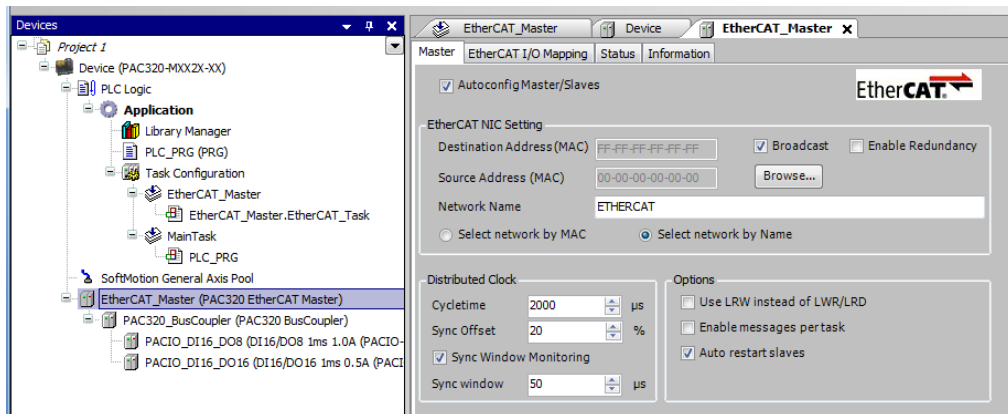 Devices
Project 1
Device (PAC320-MXX2X-XX)
PLC Logic
Application
Library Manager
PLC_PRG (PRG)
Task Configuration
EtherCAT_Master
EtherCAT_Master.EtherCAT_Task
MainTask
PLC_PRG
SoftMotion General Axis Pool
EtherCAT_Master (PAC320 EtherCAT Master)
PAC320_BusCoupler (PAC320 BusCoupler)
PACIO_DI16_DO8 (DI16/DO8 1ms 1.0A (PACIO-
PACIO_DI16_DO16 (DI16/DO16 1ms 0.5A (PACI
EtherCAT_Master Device EtherCAT_Master X
Master EtherCAT I/O Mapping Status Information
Autoconfig Master/Slaves
EtherCAT.
EtherCAT NIC Setting
Destination Address (MAC) FF-FF-FF-FF-FF-FF Broadcast Enable Redundancy
Source Address (MAC) 00-00-00-00-00-00 Browse...
Network Name ETHERCAT
Select network by MAC Select network by Name
Distributed Clock
Cycletime 2000 µs
Sync Offset 20 %
Sync Window Monitoring
Sync window 50 µs
Options
Use LRW instead of LWR/LRD
Enable messages per task
Auto restart slaves